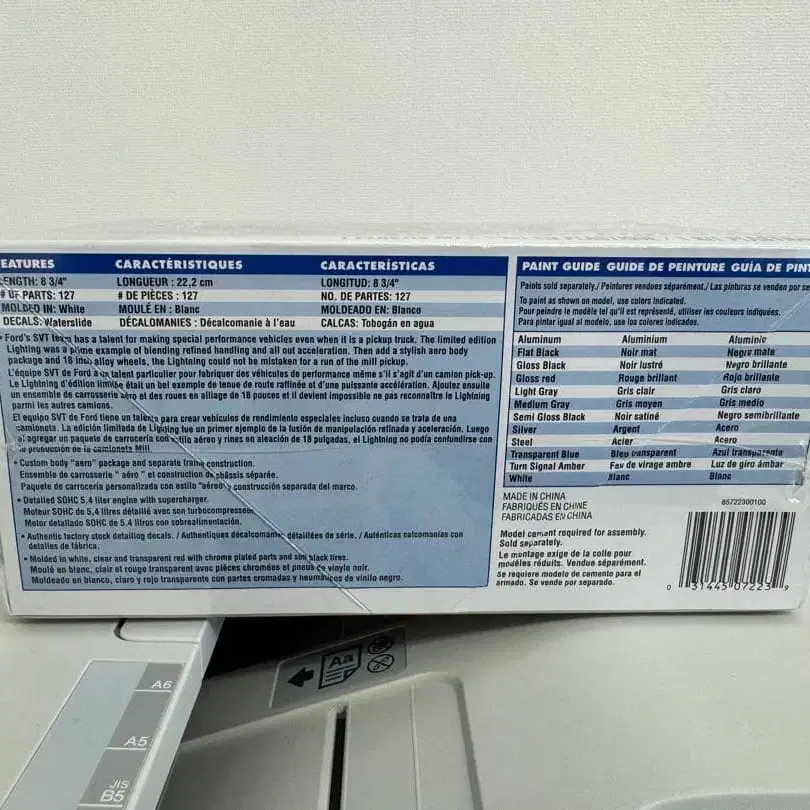 EATURES
ENGTH: 8 3/4"
# OF PARTS: 127
MOLDED IN: White
DECALS: Waterslide
CARACTÉRISTIQUES
LONGUEUR : 22,2 cm
# DE PIÈCES : 127
MOULÉ EN : Blanc
DÉCALOMANIES : Décalcomanie à l'eau
CARACTERÍSTICAS
LONGITUD: 8 3/4"
NO. DE PARTES: 127
MOLDEADO EN: Blanco
CALCAS: Tobogán en agua
• Ford's SVT team has a talent for making special performance vehicles even when it is a pickup truck. The limited edition
Lighting was a prime example of blending refined handling and all out acceleration. Then add a stylish aero body
package and 18 inch alloy wheels, the Lightning could not be mistaken for a run of the mill pickup.
L'équipe SVT de Ford a un talent particulier pour fabriquer des véhicules de performance même s'il s'agit d'un camion pick-up.
Le Lightning d'édition limitée était un bel exemple de tenue de route raffinée et d'une puissante accélération. Ajoutez ensuite
un ensemble de carrosserie aéro et des roues en alliage de 18 pouces et il devient impossible de ne pas reconnaître le Lightning
parmi les autres camions.
El equipo SVT de Ford tiene un talento para crear vehículos de rendimiento especiales incluso cuando se trata de una
camioneta. La edición limitada de Lighting fue un primer ejemplo de la fusión de manipulación refinada y aceleración. Luego
al agregar un paquete de carrocería con estilo aéreo y rines en aleación de 18 pulgadas, el Lightning no podía confundirse con
la producción de la camioneta Mill.
• Custom body "aero" package and separate frame construction.
Ensemble de carrosserie " aéro " et construction de châssis séparée.
Paquete de carrocería personalizada con estilo "aéreo" y construcción separada del marco.
• Detailed SOHC 5,4 liter engine with supercharger.
Moteur SOHC de 5,4 litres détaillé avec son turbocompresseur.
Motor detallado SOHC de 5.4 litros con sobrealimentación.
• Authentic factory stock detailing decals. / Authentiques décalcomanies détaillées de série. / Auténticas calcomanías con
detalles de fábrica.
• Molded in white, clear and transparent red with chrome plated parts and soft black tires.
Moulé en blanc, clair et rouge transparent avec pièces chromées et pneus de vinyle noir.
Moldeado en blanco, claro y rojo transparente con partes cromadas y neumáticos de vinilo negro.
PAINT GUIDE GUIDE DE PEINTURE GUÍA DE PINT
Paints sold separately./ Peintures vendues séparément./ Las pinturas se venden por se
To paint as shown on model, use colors indicated.
Pour peindre le modèle tel qu'il est représenté, utiliser les couleurs indiquées.
Para pintar igual al modelo, use los colores indicados.
Aluminum Aluminium Aluminio
Flat Black Noir mat Negro mate
Gloss Black Noir lustré Negro brillante
Gloss red Rouge brillant Rojo brillante
Light Gray Gris clair Gris claro
Medium Gray Gris moyen Gris medio
Semi Gloss Black Noir satiné Negro semibrillante
Silver Argent Acero
Steel Acier Acero
Transparent Blue Bleu transparent Azul transparente
Turn Signal Amber Feu de virage ambre Luz de giro ámbar
White Blanc Blanc
MADE IN CHINA
FABRIQUÉS EN CHINE
FABRICADAS EN CHINA
Model cement required for assembly.
Sold separately.
Le montage exige de la colle pour
modèles réduits. Vendue séparément.
Se requiere modelo de cemento para el
armado. Se vende por separado.
85722300100
0 31445 07223 9
Aa
A6
A5
JIS
B5